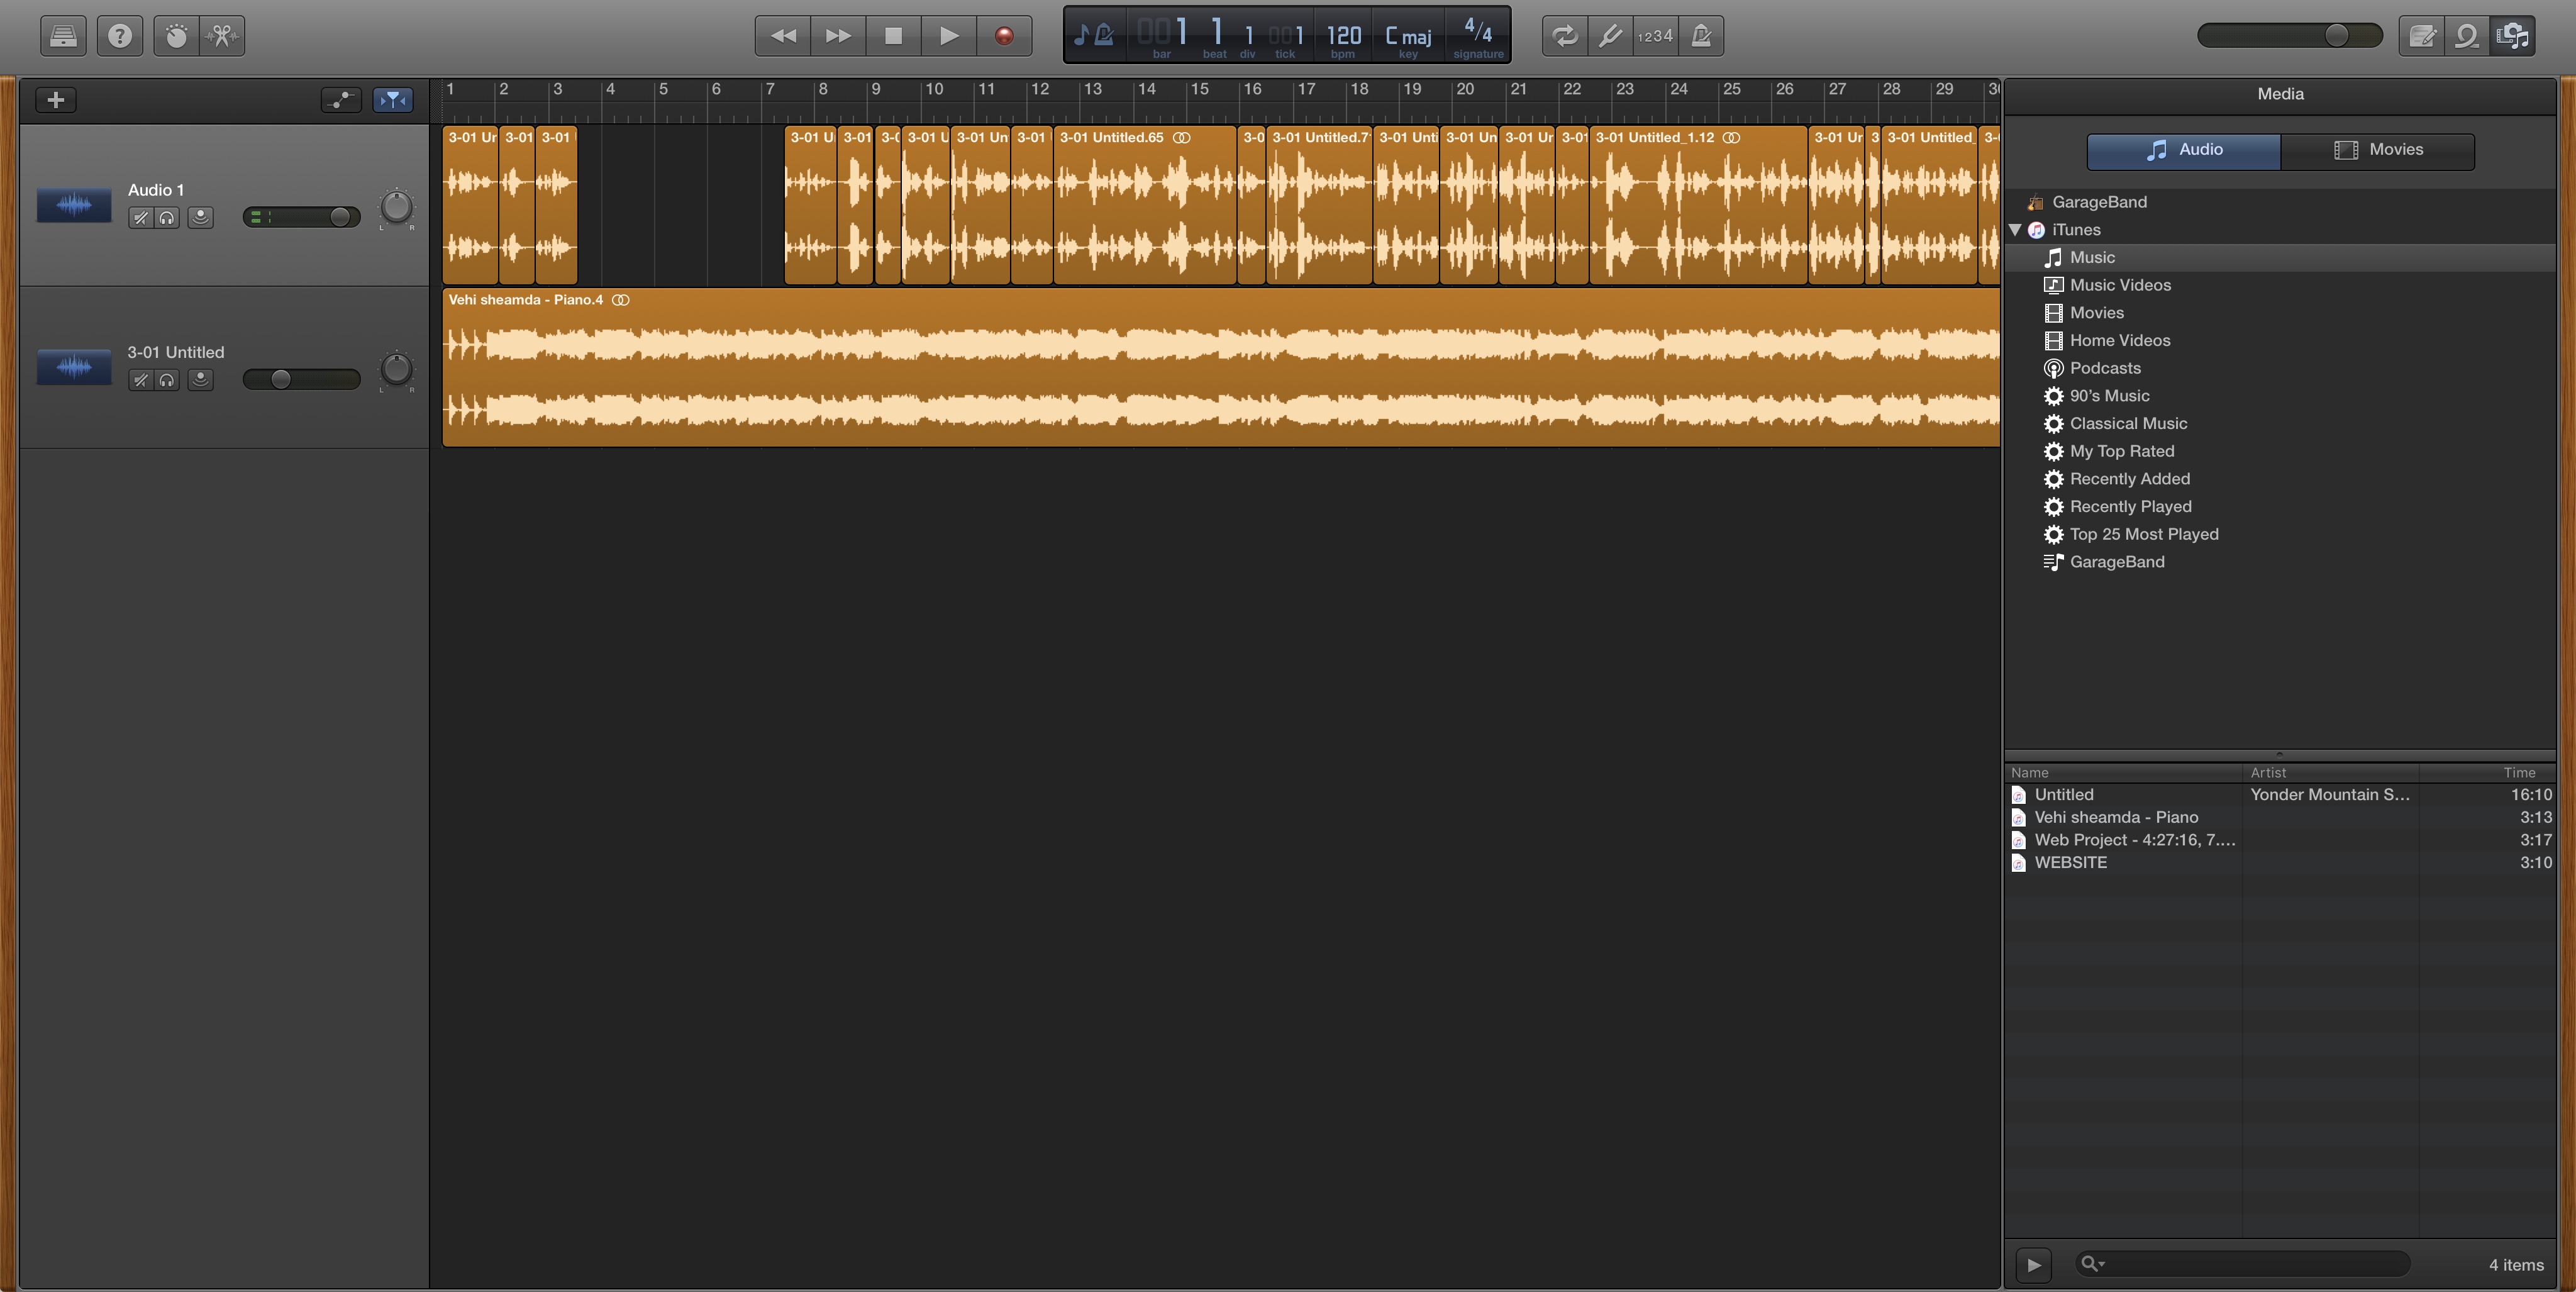 001 1 1 001 120 C maj 4/4
bar beat div tick bpm key signature
1234
1 2 3 4 5 6 7 8 9 10 11 12 13 14 15 16 17 18 19 20 21 22 23 24 25 26 27 28 29 30
Media
Audio Movies
3-01 Ur 3-01 3-01 3-01 U 3-01 3-0 3-01 U 3-01 Un 3-01 3-01 Untitled.65 3-0 3-01 Untitled.7 3-01 Unti 3-01 Un 3-01 Ur 3-01 3-01 Untitled_1.12 3-01 Ur 3 3-01 Untitled_ 3-
Audio 1
L R
Vehi sheamda - Piano.4
3-01 Untitled
L R
GarageBand
iTunes
Music
Music Videos
Movies
Home Videos
Podcasts
90's Music
Classical Music
My Top Rated
Recently Added
Recently Played
Top 25 Most Played
GarageBand
Name Artist Time
Untitled Yonder Mountain S... 16:10
Vehi sheamda - Piano 3:13
Web Project - 4:27:16, 7.... 3:17
WEBSITE 3:10
4 items